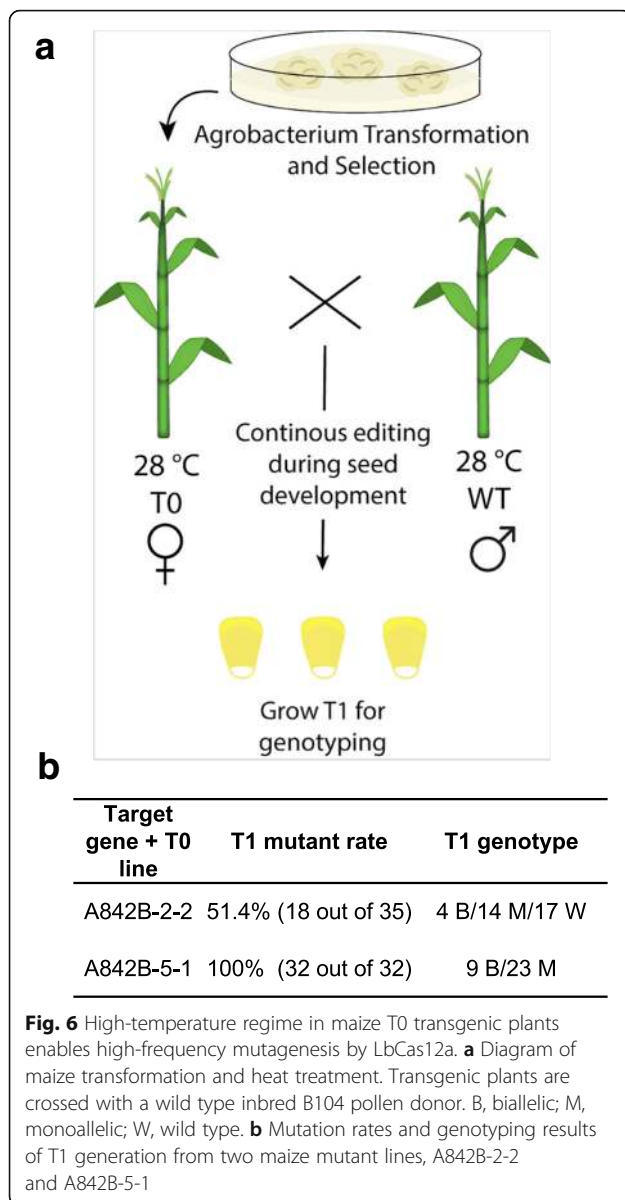 a
Agrobacterium Transformation
and Selection
28 °C
T0
♀
Continous editing
during seed
development
28 °C
WT
♂
Grow T1 for
genotyping
b
Target
gene + T0
line
T1 mutant rate
T1 genotype
A842B-2-2 51.4% (18 out of 35) 4 B/14 M/17 W
A842B-5-1 100% (32 out of 32) 9 B/23 M
Fig. 6 High-temperature regime in maize T0 transgenic plants
enables high-frequency mutagenesis by LbCas12a. a Diagram of
maize transformation and heat treatment. Transgenic plants are
crossed with a wild type inbred B104 pollen donor. B, biallelic; M,
monoallelic; W, wild type. b Mutation rates and genotyping results
of T1 generation from two maize mutant lines, A842B-2-2
and A842B-5-1